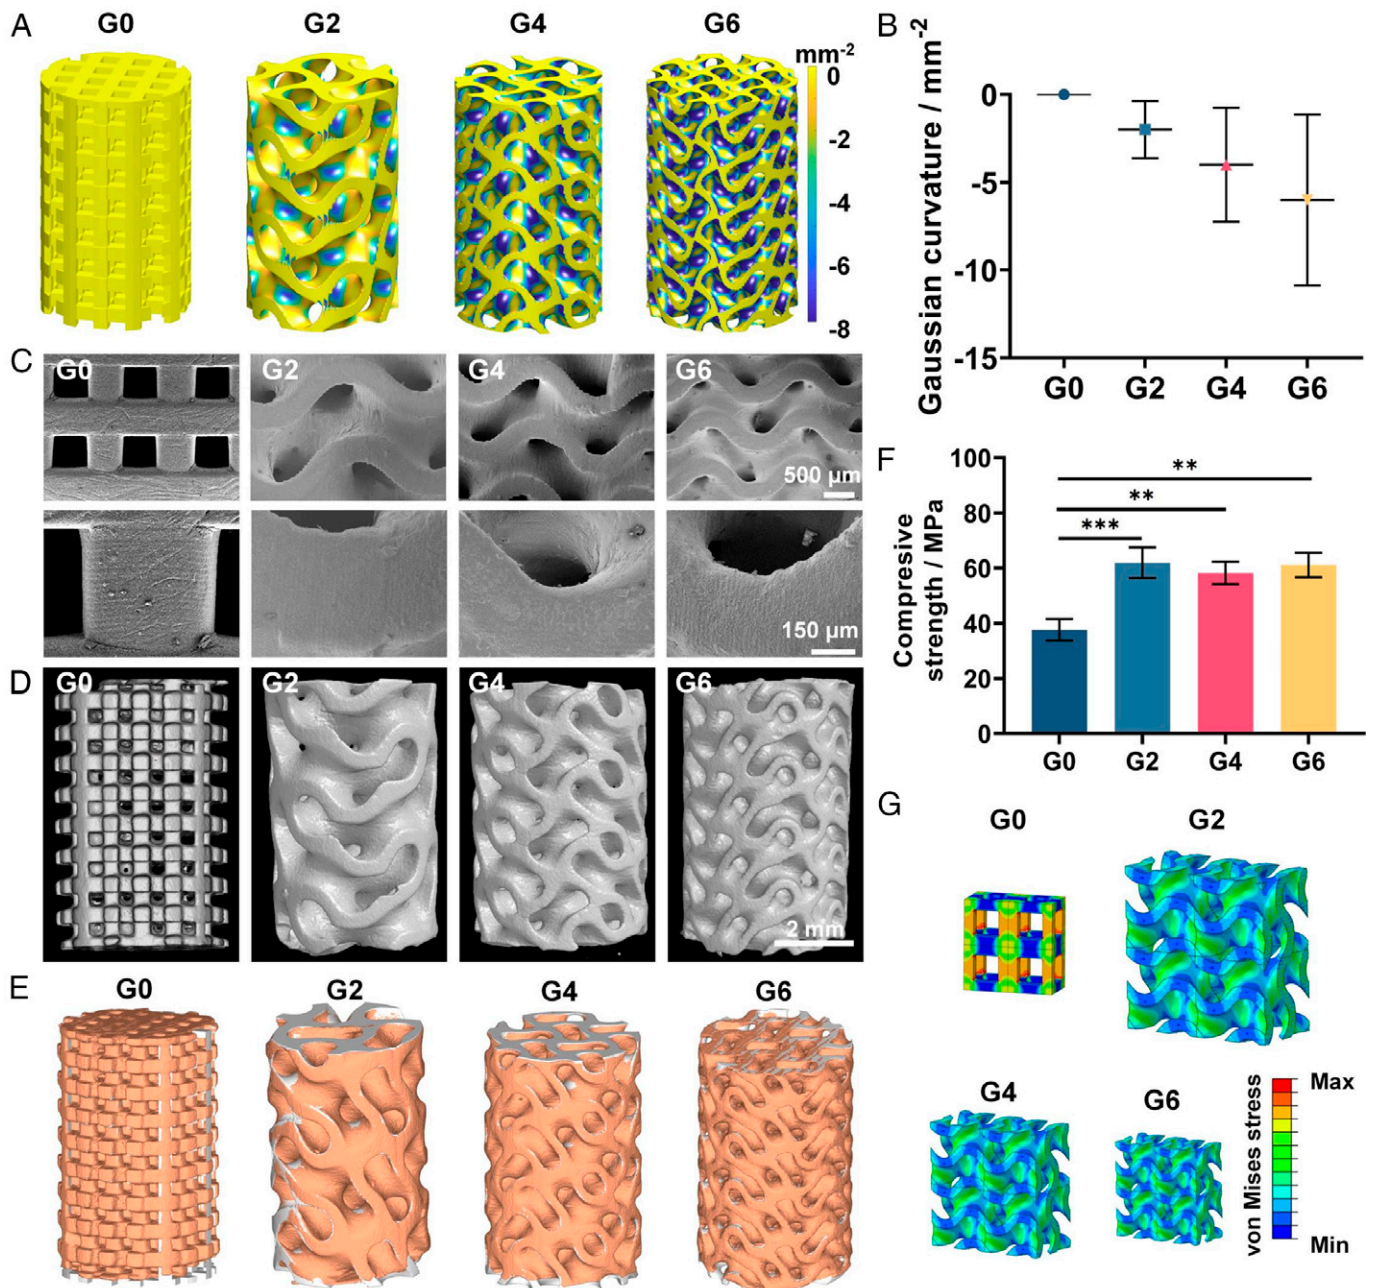 A
G0
G2
G4
G6
mm-2
0
-2
-4
-6
-8
B
Gaussian curvature / mm-2
0
-5
-10
-15
G0
G2
G4
G6
C
G0
G2
G4
G6
500 μm
150 μm
D
G0
G2
G4
G6
2 mm
E
G0
G2
G4
G6
F
Compresive
strength / MPa
100
80
60
40
20
0
**
**
***
G0
G2
G4
G6
G
G0
G2
G4
G6
von Mises stress
Max
Min